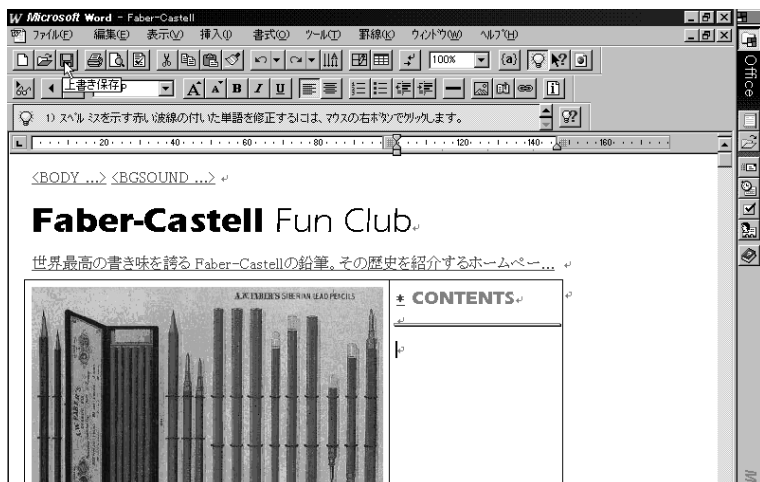 Microsoft Word - Faber-Castell
ﾌｧｲﾙ(F) 編集(E) 表示(V) 挿入(I) 書式(O) ﾂｰﾙ(T) 罫線(K) ｳｨﾝﾄﾞｳ(W) ﾍﾙﾌﾟ(H)
100%
上書き保存
A A B I U
1) ｽﾍﾟﾙ ﾐｽを示す赤い波線の付いた単語を修正するには、ﾏｳｽの右ﾎﾞﾀﾝでｸﾘｯｸします。
20 40 60 80 120 140 160
<BODY ...> <BGSOUND ...>
Faber-Castell Fun Club
世界最高の書き味を誇る Faber-Castellの鉛筆。その歴史を紹介するホームペー...
A.W.FABER'S SIBERIAN LEAD PENCILS
* CONTENTS
Office